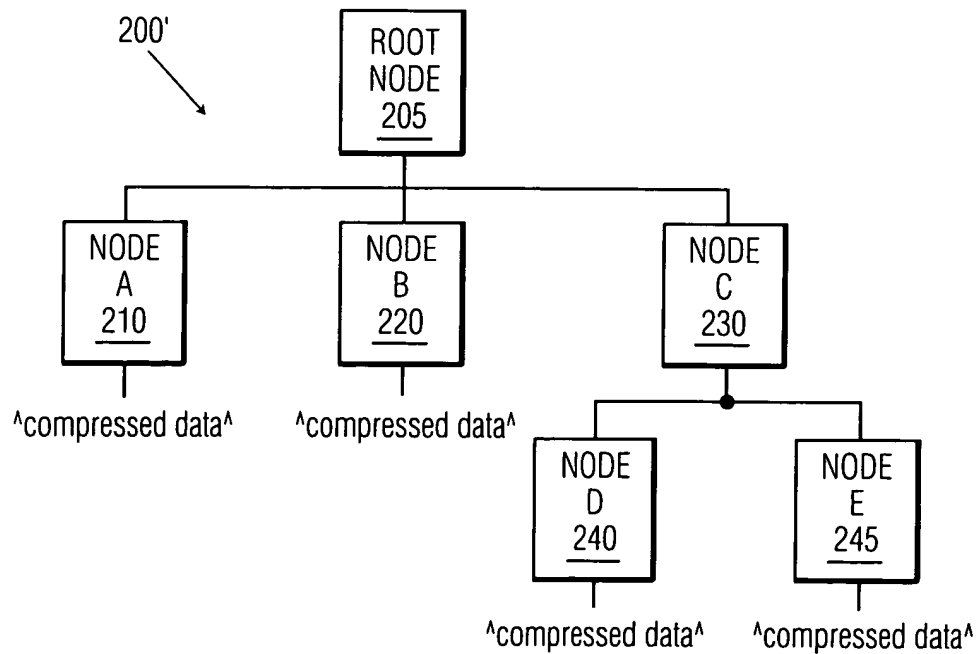 200'
ROOT
NODE
205
NODE
A
210
NODE
B
220
NODE
C
230
^compressed data^
^compressed data^
NODE
D
240
NODE
E
245
^compressed data^
^compressed data^